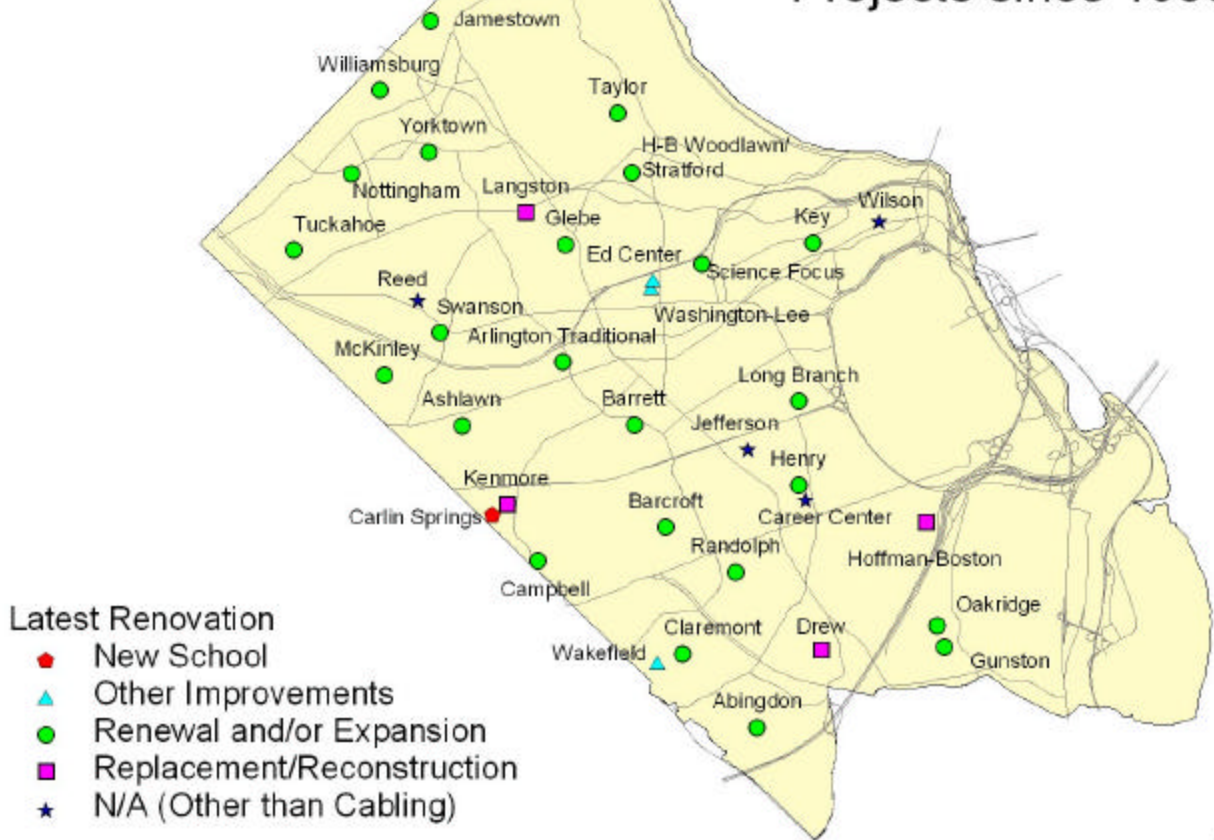 Jamestown
Williamsburg
Taylor
Yorktown
H-B Woodlawn/
Stratford
Nottingham
Langston
Wilson
Key
Tuckahoe
Glebe
Ed Center
Science Focus
Reed
Swanson
Washington-Lee
Arlington Traditional
McKinley
Long Branch
Ashlawn
Barrett
Jefferson
Henry
Kenmore
Barcroft
Carlin Springs
Career Center
Randolph
Hoffman-Boston
Campbell
Oakridge
Claremont
Drew
Wakefield
Gunston
Abingdon
Latest Renovation
New School
Other Improvements
Renewal and/or Expansion
Replacement/Reconstruction
N/A (Other than Cabling)